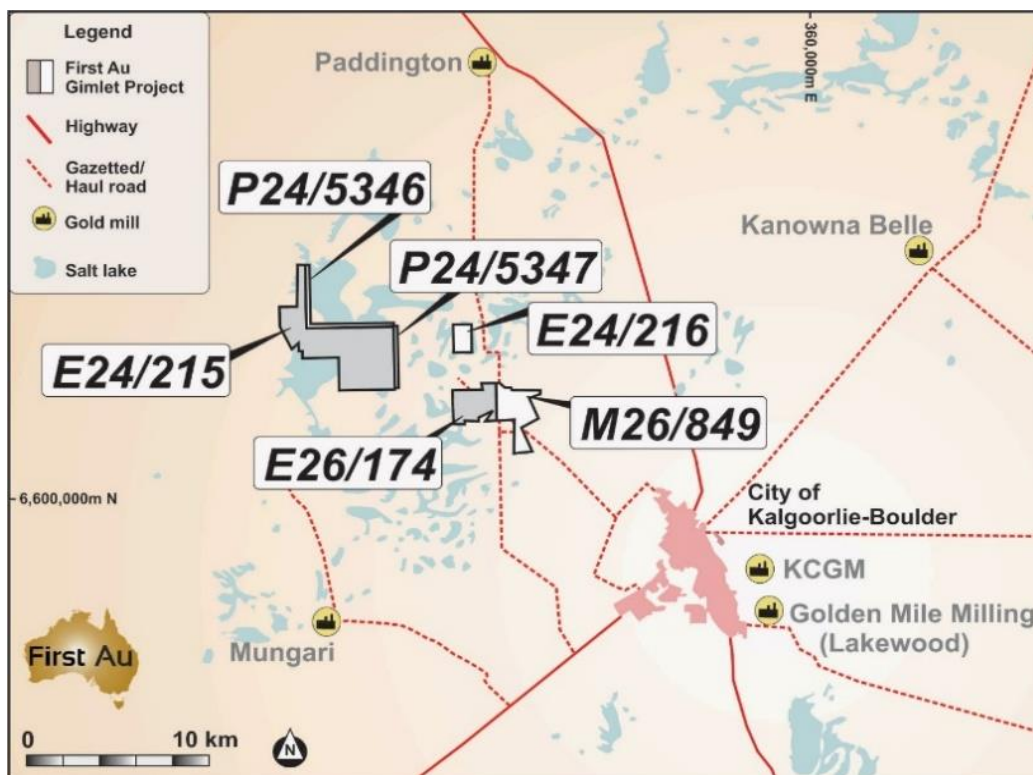 Legend
First Au
Gimlet Project
Highway
Gazetted/
Haul road
Gold mill
Salt lake
Paddington
360,000m E
P24/5346
Kanowna Belle
P24/5347
E24/216
E24/215
M26/849
E26/174
6,600,000m N
City of
Kalgoorlie-Boulder
KCGM
Golden Mile Milling
(Lakewood)
Mungari
First Au
0 10 km
N